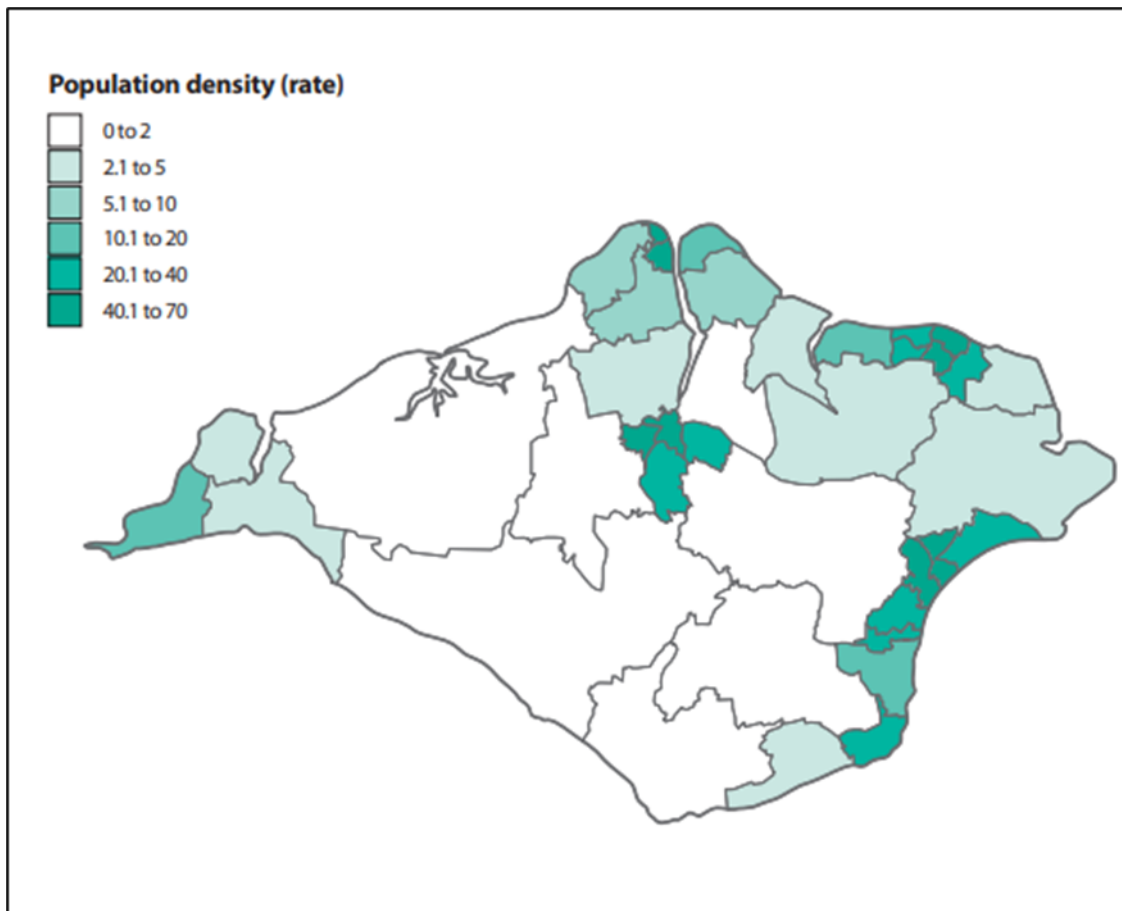 Population density (rate)
0 to 2
2.1 to 5
5.1 to 10
10.1 to 20
20.1 to 40
40.1 to 70